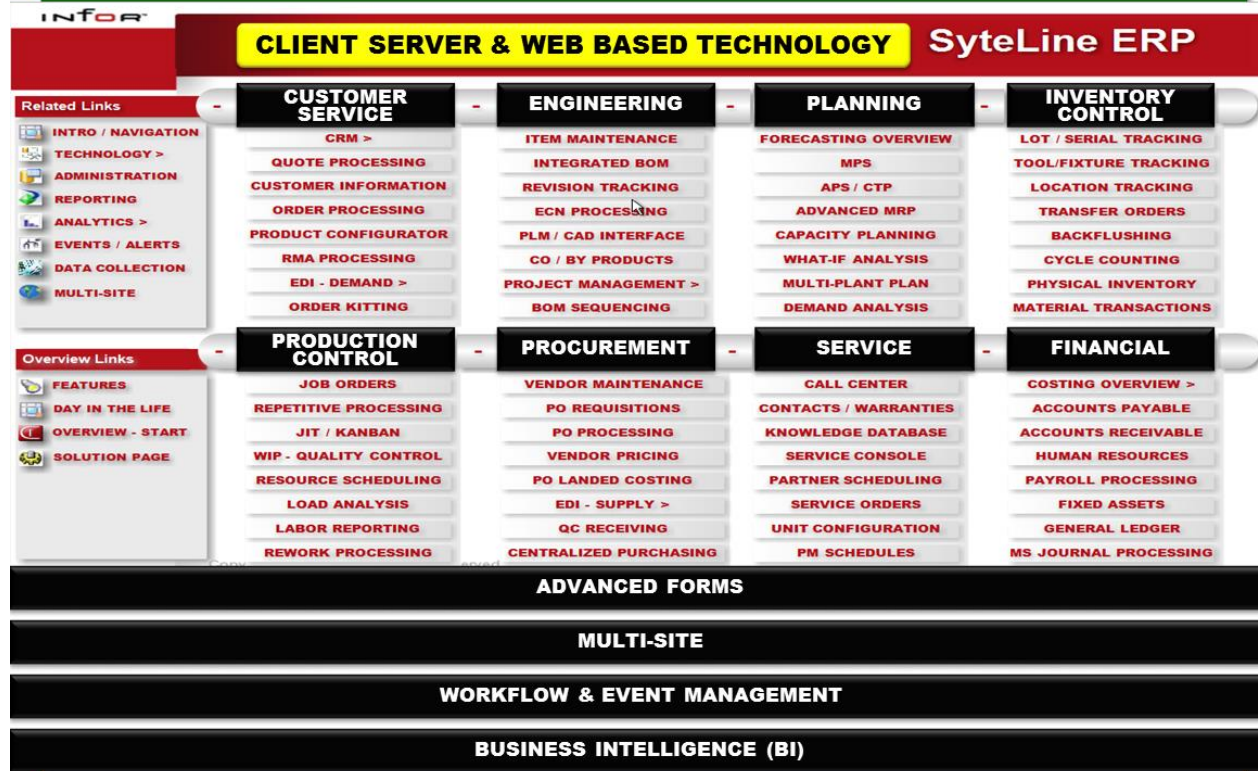 infor
CLIENT SERVER & WEB BASED TECHNOLOGY
SyteLine ERP
Related Links
INTRO / NAVIGATION
TECHNOLOGY >
ADMINISTRATION
REPORTING
ANALYTICS >
EVENTS / ALERTS
DATA COLLECTION
MULTI-SITE
- CUSTOMER
SERVICE
CRM >
QUOTE PROCESSING
CUSTOMER INFORMATION
ORDER PROCESSING
PRODUCT CONFIGURATOR
RMA PROCESSING
EDI - DEMAND >
ORDER KITTING
- ENGINEERING
ITEM MAINTENANCE
INTEGRATED BOM
REVISION TRACKING
ECN PROCESSING
PLM / CAD INTERFACE
CO / BY PRODUCTS
PROJECT MANAGEMENT >
BOM SEQUENCING
- PLANNING
FORECASTING OVERVIEW
MPS
APS / CTP
ADVANCED MRP
CAPACITY PLANNING
WHAT-IF ANALYSIS
MULTI-PLANT PLAN
DEMAND ANALYSIS
- INVENTORY
CONTROL
LOT / SERIAL TRACKING
TOOL/FIXTURE TRACKING
LOCATION TRACKING
TRANSFER ORDERS
BACKFLUSHING
CYCLE COUNTING
PHYSICAL INVENTORY
MATERIAL TRANSACTIONS
Overview Links
FEATURES
DAY IN THE LIFE
OVERVIEW - START
SOLUTION PAGE
- PRODUCTION
CONTROL
JOB ORDERS
REPETITIVE PROCESSING
JIT / KANBAN
WIP - QUALITY CONTROL
RESOURCE SCHEDULING
LOAD ANALYSIS
LABOR REPORTING
REWORK PROCESSING
- PROCUREMENT
VENDOR MAINTENANCE
PO REQUISITIONS
PO PROCESSING
VENDOR PRICING
PO LANDED COSTING
EDI - SUPPLY >
QC RECEIVING
CENTRALIZED PURCHASING
- SERVICE
CALL CENTER
CONTACTS / WARRANTIES
KNOWLEDGE DATABASE
SERVICE CONSOLE
PARTNER SCHEDULING
SERVICE ORDERS
UNIT CONFIGURATION
PM SCHEDULES
- FINANCIAL
COSTING OVERVIEW >
ACCOUNTS PAYABLE
ACCOUNTS RECEIVABLE
HUMAN RESOURCES
PAYROLL PROCESSING
FIXED ASSETS
GENERAL LEDGER
MS JOURNAL PROCESSING
ADVANCED FORMS
MULTI-SITE
WORKFLOW & EVENT MANAGEMENT
BUSINESS INTELLIGENCE (BI)